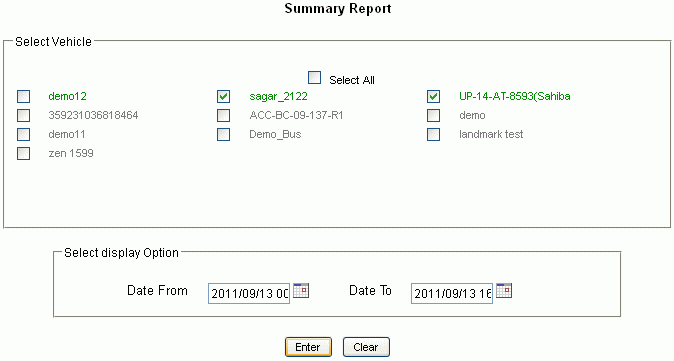 Summary Report
Select Vehicle
Select All
demo12 sagar_2122 UP-14-AT-8593(Sahiba
359231036818464 ACC-BC-09-137-R1 demo
demo11 Demo_Bus landmark test
zen 1599
Select display Option
Date From 2011/09/13 00 Date To 2011/09/13 16
Enter Clear